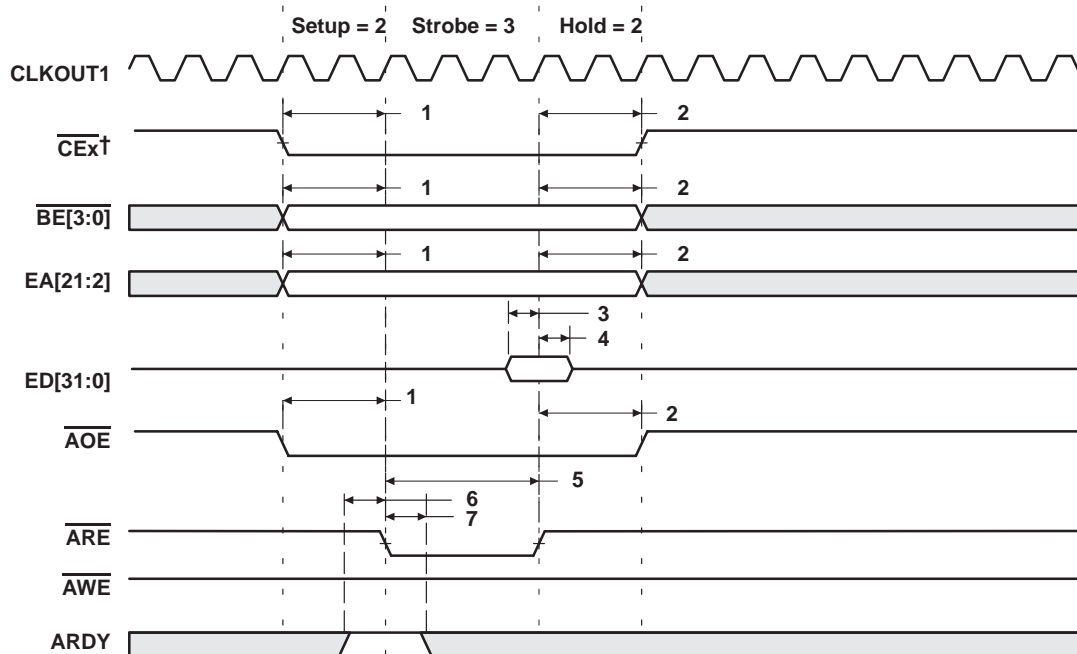 Setup = 2 Strobe = 3 Hold = 2
CLKOUT1
1 2
CEx†
1 2
BE[3:0]
1 2
EA[21:2]
3
4
ED[31:0]
1
2
AOE
5
6
7
ARE
AWE
ARDY